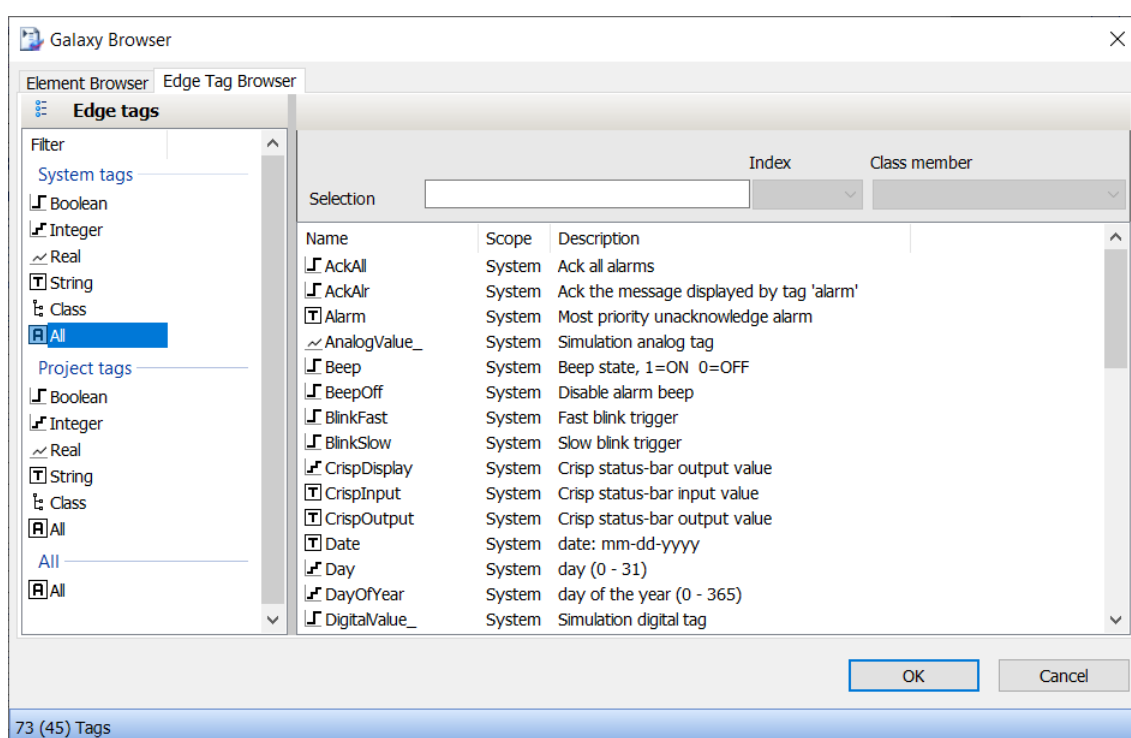 Galaxy Browser
Element Browser Edge Tag Browser
Edge tags
Filter
System tags
Boolean
Integer
Real
String
Class
All
Project tags
Boolean
Integer
Real
String
Class
All
All
All
Index Class member
Selection
Name Scope Description
AckAll System Ack all alarms
AckAlr System Ack the message displayed by tag 'alarm'
Alarm System Most priority unacknowledge alarm
AnalogValue_ System Simulation analog tag
Beep System Beep state, 1=ON 0=OFF
BeepOff System Disable alarm beep
BlinkFast System Fast blink trigger
BlinkSlow System Slow blink trigger
CrispDisplay System Crisp status-bar output value
CrispInput System Crisp status-bar input value
CrispOutput System Crisp status-bar output value
Date System date: mm-dd-yyyy
Day System day (0 - 31)
DayOfYear System day of the year (0 - 365)
DigitalValue_ System Simulation digital tag
OK Cancel
73 (45) Tags